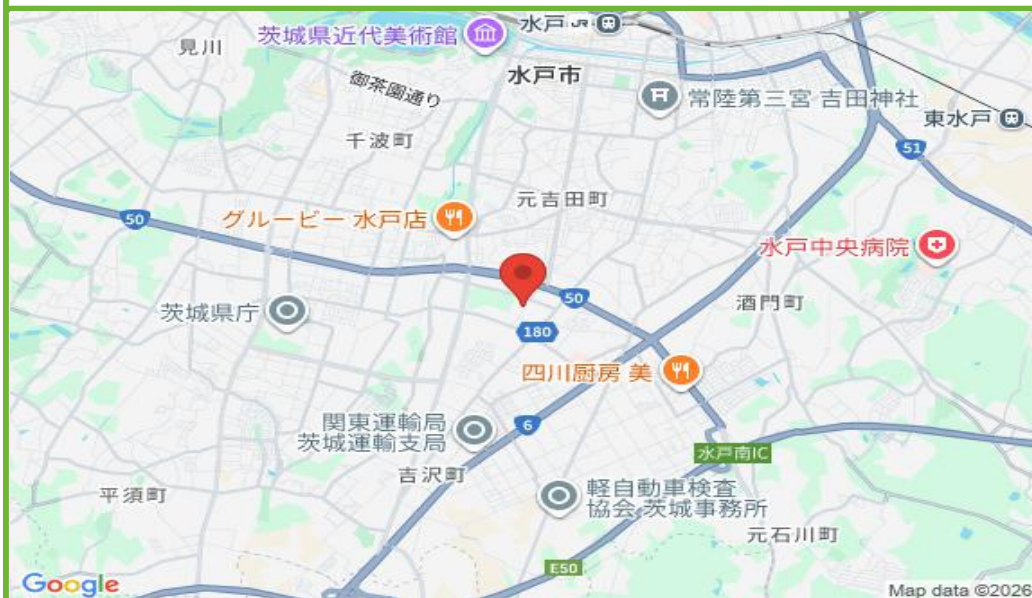 水戸 JR
茨城県近代美術館
見川
水戸市
御茶園通り
常陸第三宮 吉田神社
東水戸
千波町
51
元吉田町
50
グルービー 水戸店
水戸中央病院
50
酒門町
茨城県庁
180
四川厨房 美
関東運輸局
茨城運輸支局
6
水戸南IC
吉沢町
平須町
軽自動車検査
協会 茨城事務所
元石川町
E50
Google
Map data ©2026